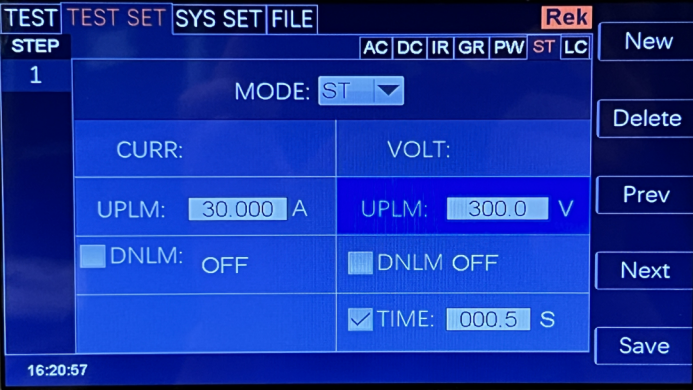 TEST TEST SET SYS SET FILE Rek
STEP AC DC IR GR PW ST LC
1
MODE: ST
CURR: VOLT:
UPLM: 30.000 A UPLM: 300.0 V
DNLM: OFF DNLM OFF
TIME: 000.5 S
16:20:57
New
Delete
Prev
Next
Save